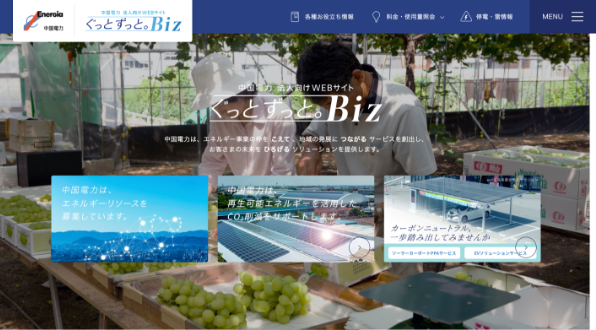 Energia
中国電力
中国電力 法人向けWEBサイト
ぐっとずっと。Biz
各種お役立ち情報
料金・使用量照会
停電・雷情報
MENU
中国電力 法人向けWEBサイト
ぐっとずっと。Biz
中国電力は、エネルギー事業の枠を こえて 、地域の発展に つながる サービスを創出し、
お客さまの未来を ひろげる ソリューションを提供します。
中国電力は、
エネルギーリソースを
募集しています。
中国電力は、
再生可能エネルギーを活用した
CO₂削減をサポートします。
カーボンニュートラル、
一歩踏み出してみませんか
ソーラーカーポートPPAサービス
EVソリューションサービス